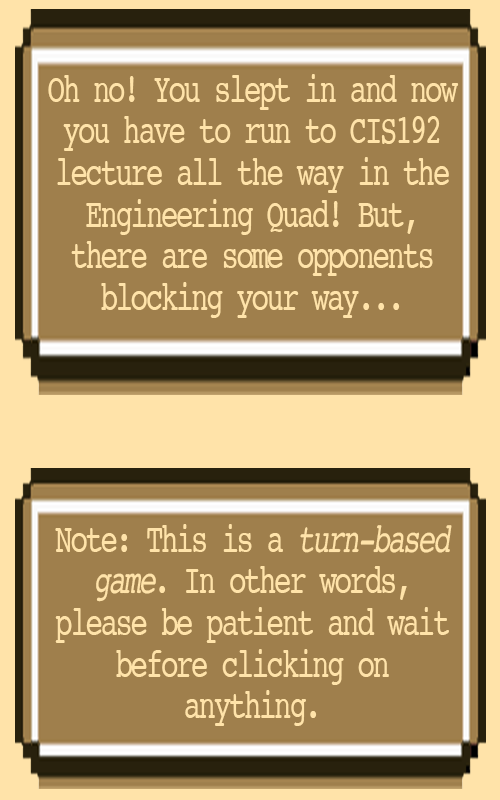 Oh no! You slept in and now
you have to run to CIS192
lecture all the way in the
Engineering Quad! But,
there are some opponents
blocking your way...
Note: This is a turn-based
game. In other words,
please be patient and wait
before clicking on
anything.